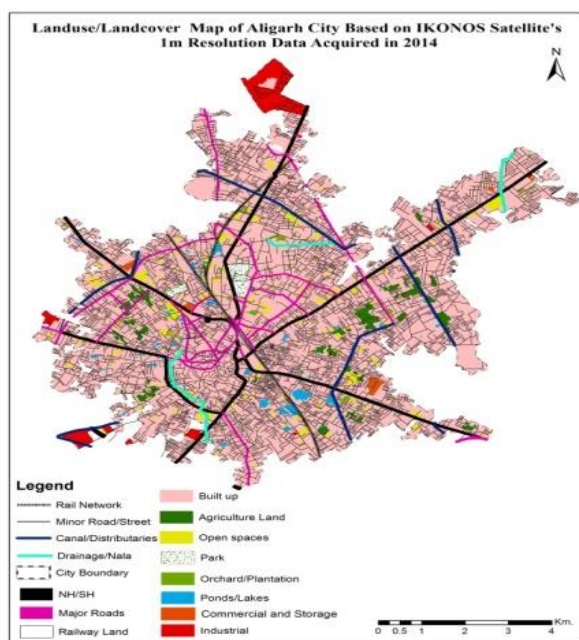 Landuse/Landcover Map of Aligarh City Based on IKONOS Satellite's
1m Resolution Data Acquired in 2014
N
Legend
Rail Network
Minor Road/Street
Canal/Distributaries
Drainage/Nala
City Boundary
NH/SH
Major Roads
Railway Land
Built up
Agriculture Land
Open spaces
Park
Orchard/Plantation
Ponds/Lakes
Commercial and Storage
Industrial
Km.
0 0.5 1 2 3 4